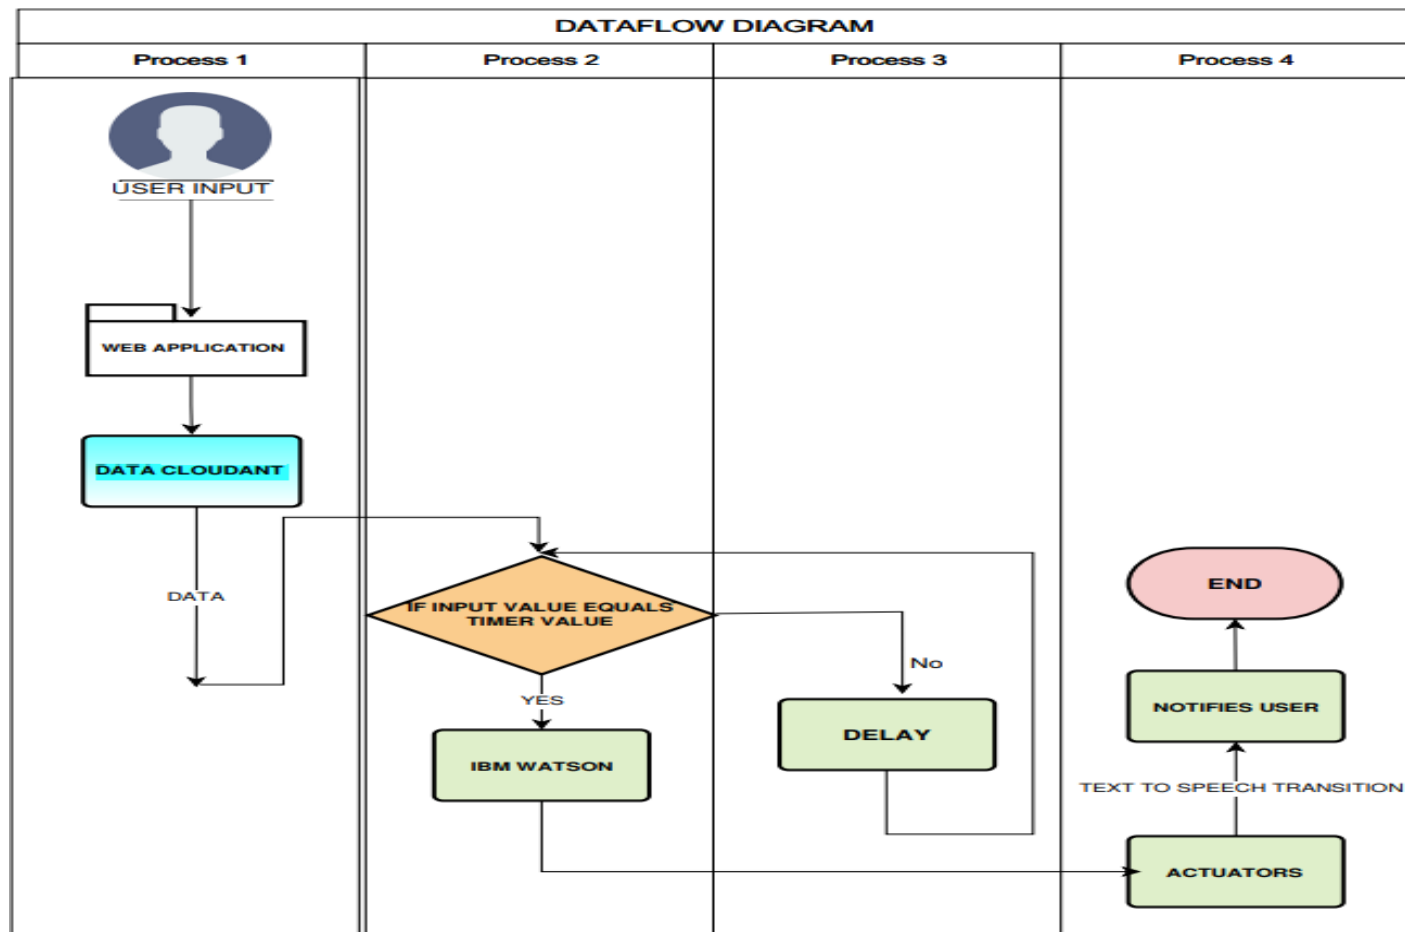 DATAFLOW DIAGRAM
Process 1
Process 2
Process 3
Process 4
USER INPUT
WEB APPLICATION
DATA CLOUDANT
DATA
IF INPUT VALUE EQUALS
TIMER VALUE
YES
IBM WATSON
No
DELAY
END
NOTIFIES USER
TEXT TO SPEECH TRANSITION
ACTUATORS